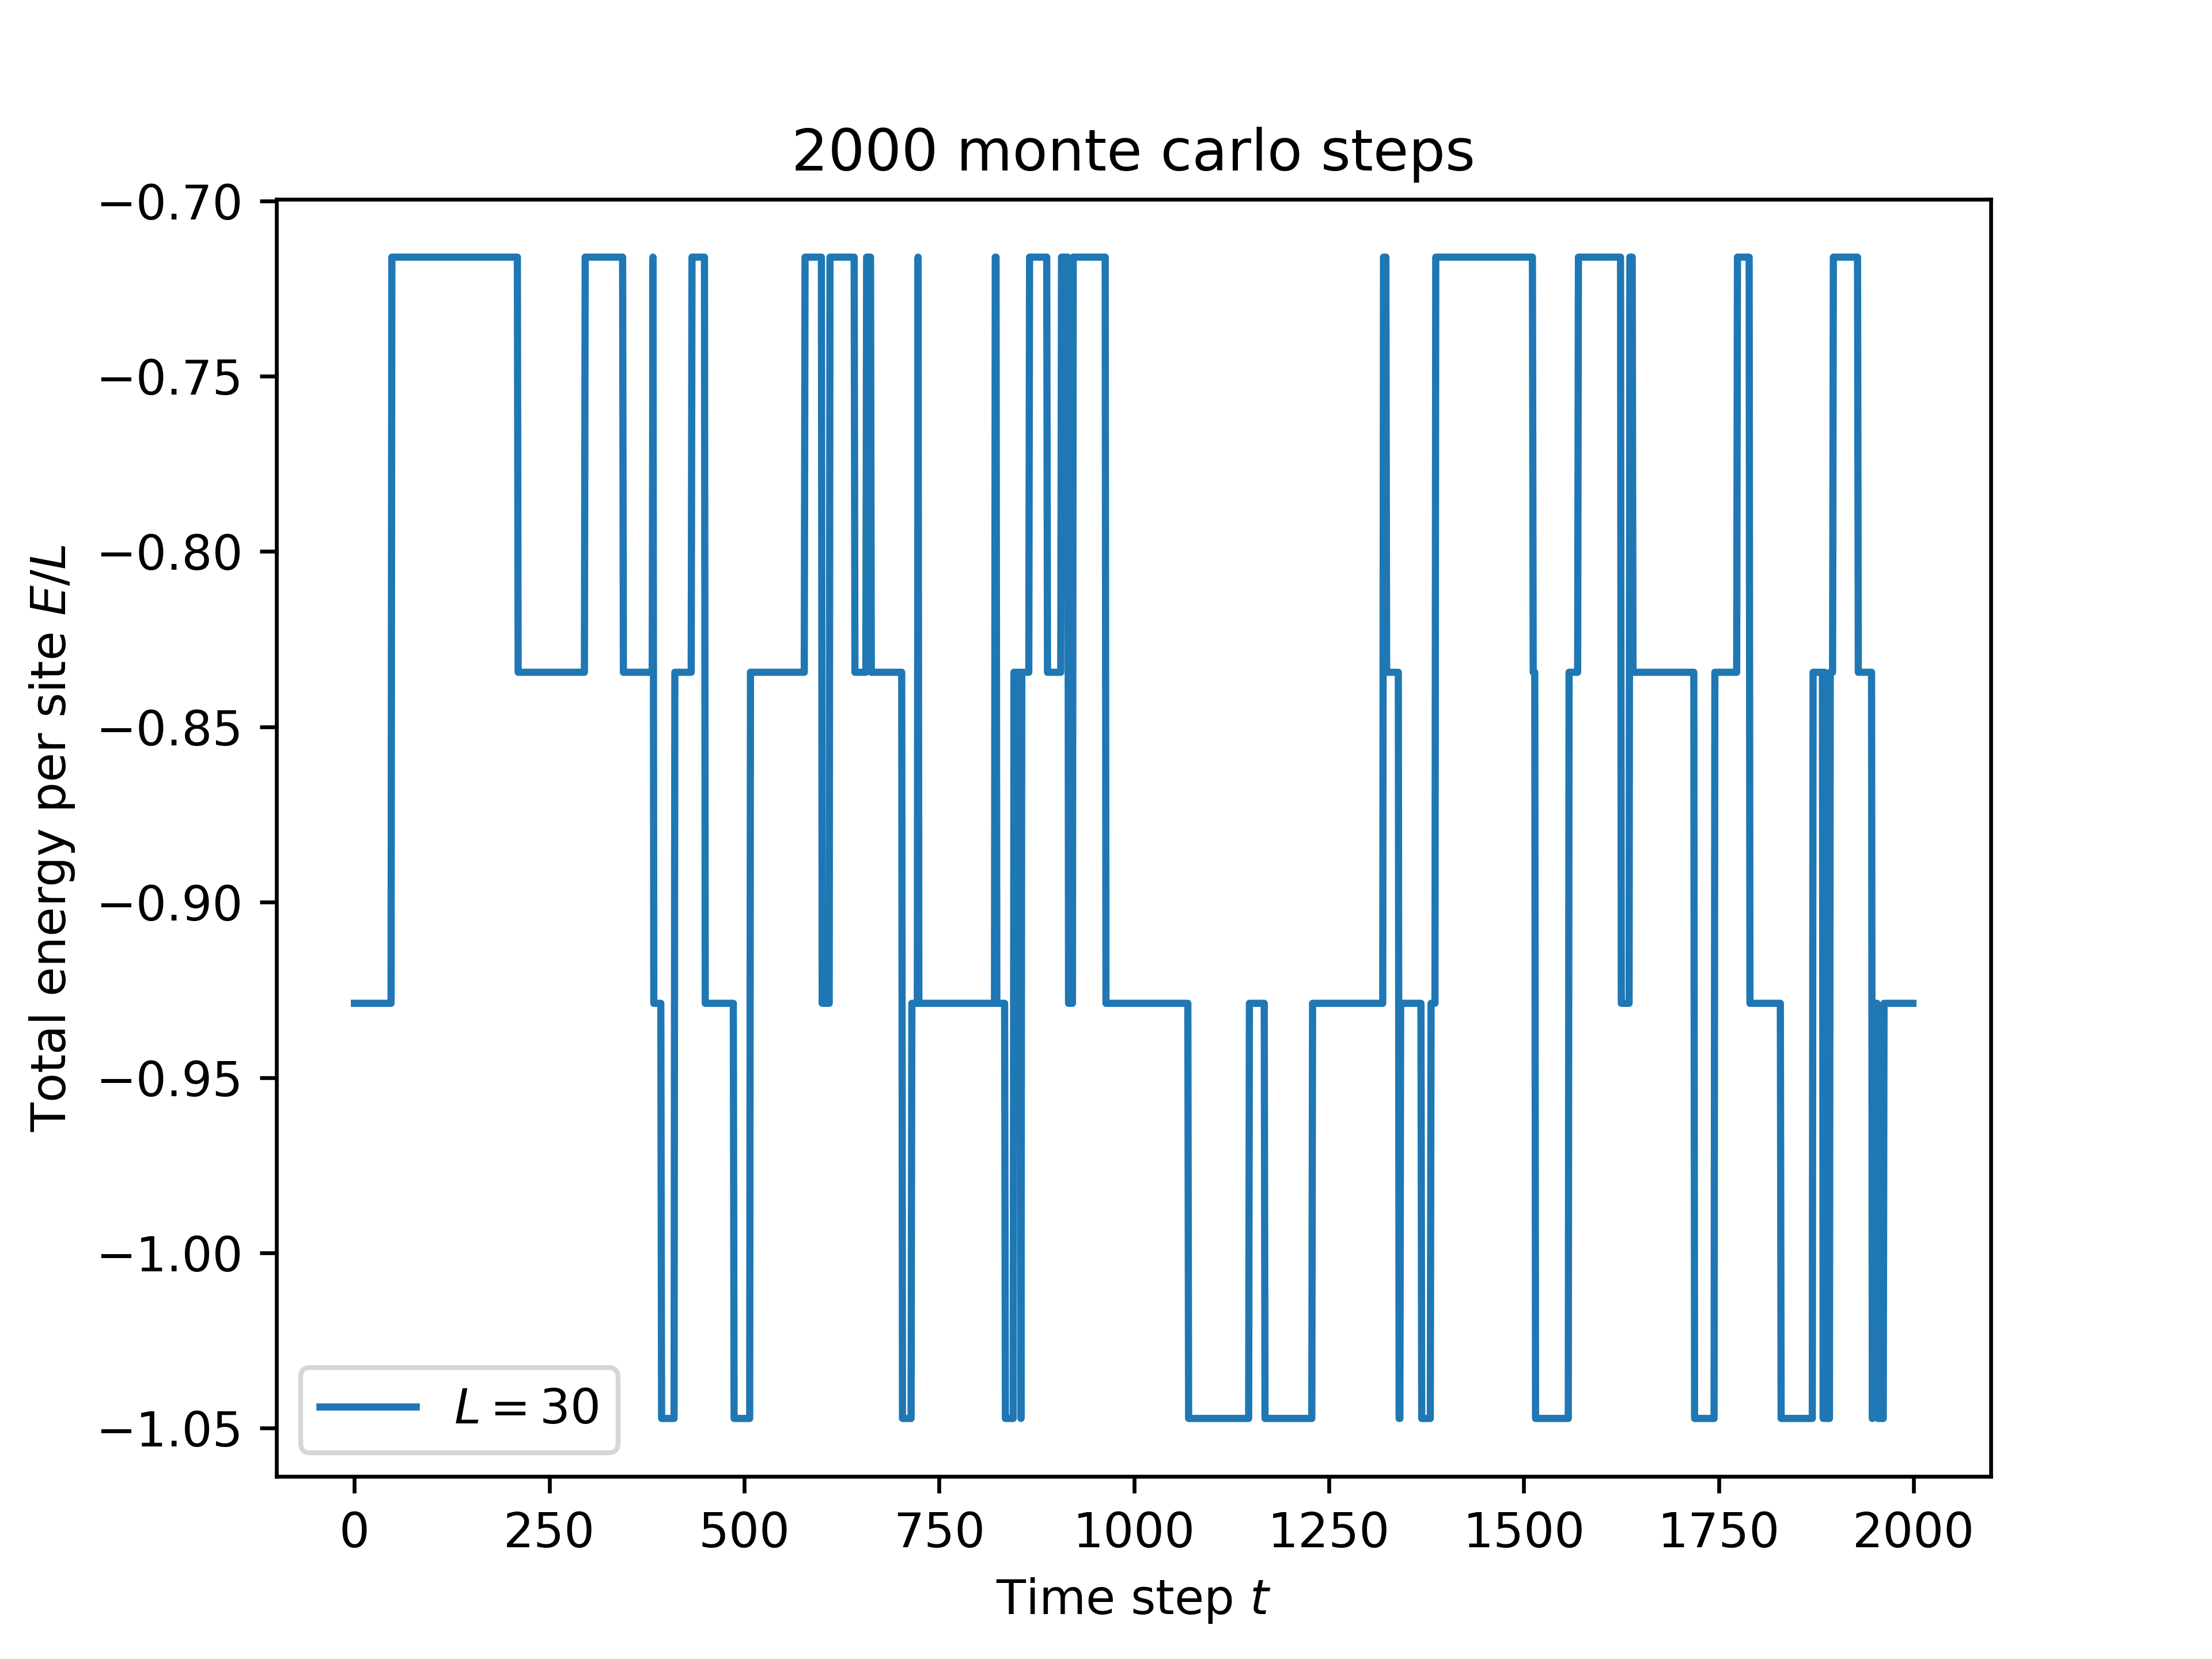 2000 monte carlo steps
Total energy per site E/L
−0.70
−0.75
−0.80
−0.85
−0.90
−0.95
−1.00
−1.05
L = 30
0 250 500 750 1000 1250 1500 1750 2000
Time step t